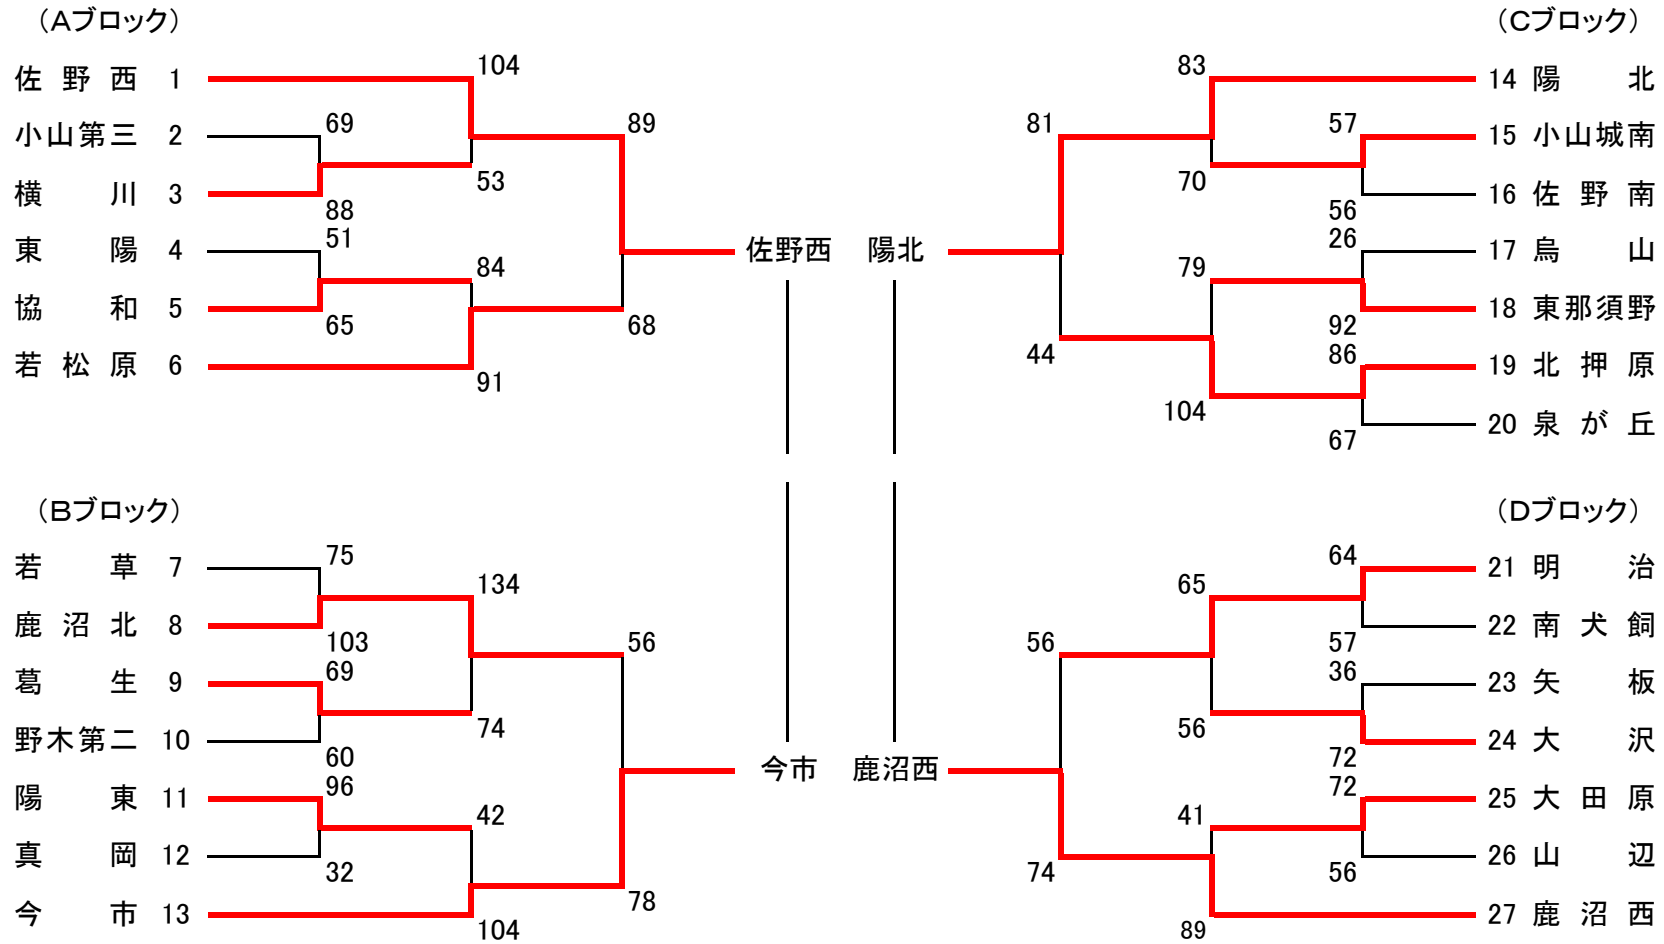 （Aブロック）
佐野西 1
104
小山第三 2
69
89
横川 3
53
88
東陽 4
51
84
協和 5
65
68
若松原 6
91
佐野西
（Bブロック）
若草 7
75
134
鹿沼北 8
103
56
葛生 9
69
74
野木第二 10
60
陽東 11
96
42
真岡 12
32
78
今市 13
104
今市
（Cブロック）
83
14 陽北
81
57
15 小山城南
70
16 佐野南
56
陽北
26
17 烏山
79
18 東那須野
92
44
86
19 北押原
104
20 泉が丘
67
（Dブロック）
64
21 明治
65
22 南犬飼
57
56
36
23 矢板
56
24 大沢
72
鹿沼西
72
25 大田原
41
26 山辺
56
74
27 鹿沼西
89